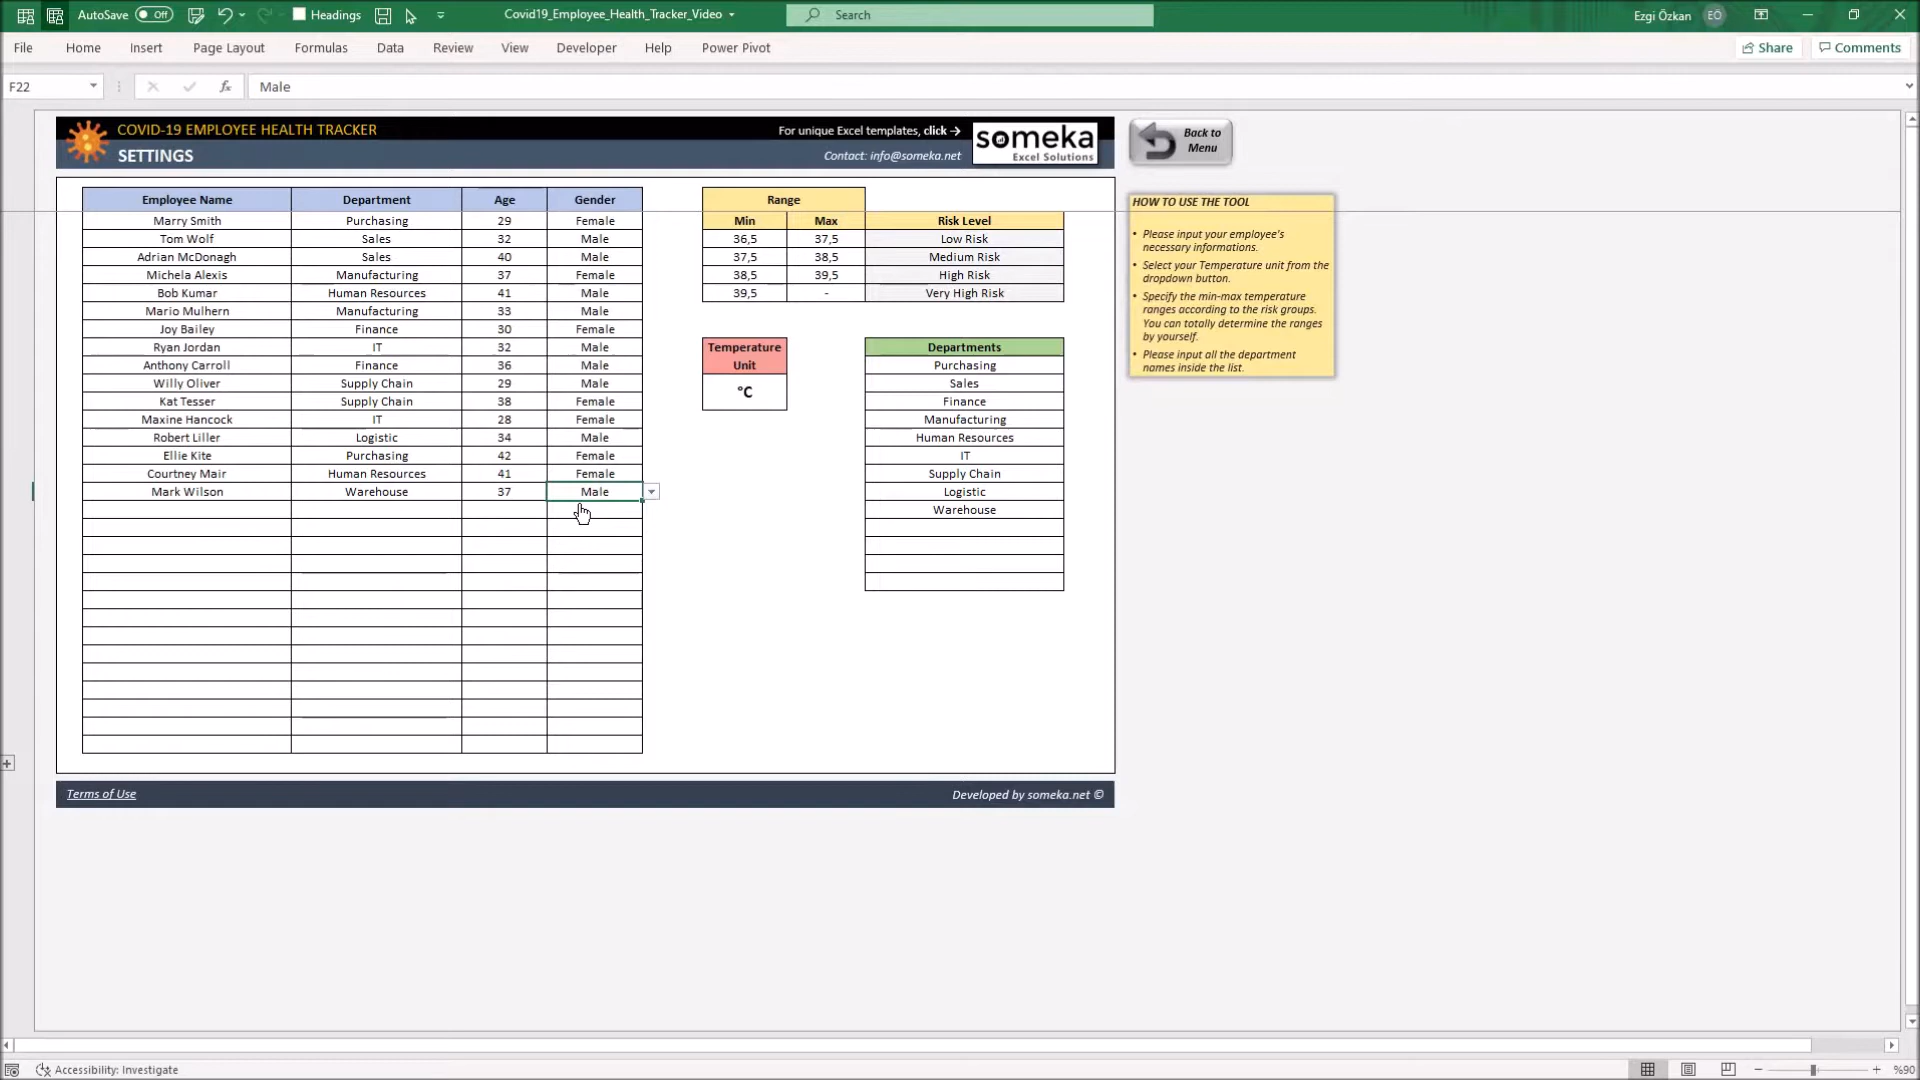 AutoSave Off Headings Covid19_Employee_Health_Tracker_Video Search Ezgi Özkan EÖ
File Home Insert Page Layout Formulas Data Review View Developer Help Power Pivot Share Comments
F22 fx Male
COVID-19 EMPLOYEE HEALTH TRACKER
SETTINGS
For unique Excel templates, click →
Contact: info@someka.net
someka
Excel Solutions
Back to
Menu
Employee Name Department Age Gender
Marry Smith Purchasing 29 Female
Tom Wolf Sales 32 Male
Adrian McDonagh Sales 40 Male
Michela Alexis Manufacturing 37 Female
Bob Kumar Human Resources 41 Male
Mario Mulhern Manufacturing 33 Male
Joy Bailey Finance 30 Female
Ryan Jordan IT 32 Male
Anthony Carroll Finance 36 Male
Willy Oliver Supply Chain 29 Male
Kat Tesser Supply Chain 38 Female
Maxine Hancock IT 28 Female
Robert Liller Logistic 34 Male
Ellie Kite Purchasing 42 Female
Courtney Mair Human Resources 41 Female
Mark Wilson Warehouse 37 Male
Range
Min Max Risk Level
36,5 37,5 Low Risk
37,5 38,5 Medium Risk
38,5 39,5 High Risk
39,5 - Very High Risk
Temperature
Unit
°C
Departments
Purchasing
Sales
Finance
Manufacturing
Human Resources
IT
Supply Chain
Logistic
Warehouse
HOW TO USE THE TOOL
• Please input your employee's
necessary informations.
• Select your Temperature unit from the
dropdown button.
• Specify the min-max temperature
ranges according to the risk groups.
You can totally determine the ranges
by yourself.
• Please input all the department
names inside the list.
Terms of Use Developed by someka.net ©
Accessibility: Investigate %90